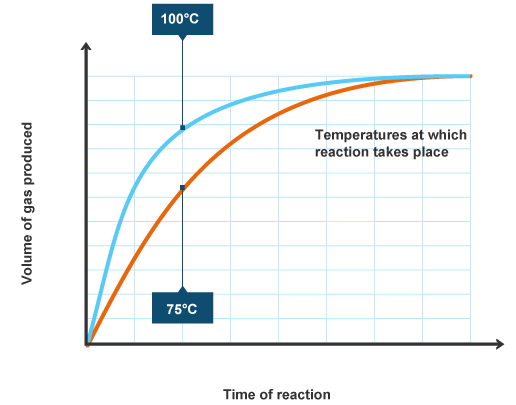 100°C
Volume of gas produced
Temperatures at which
reaction takes place
75°C
Time of reaction